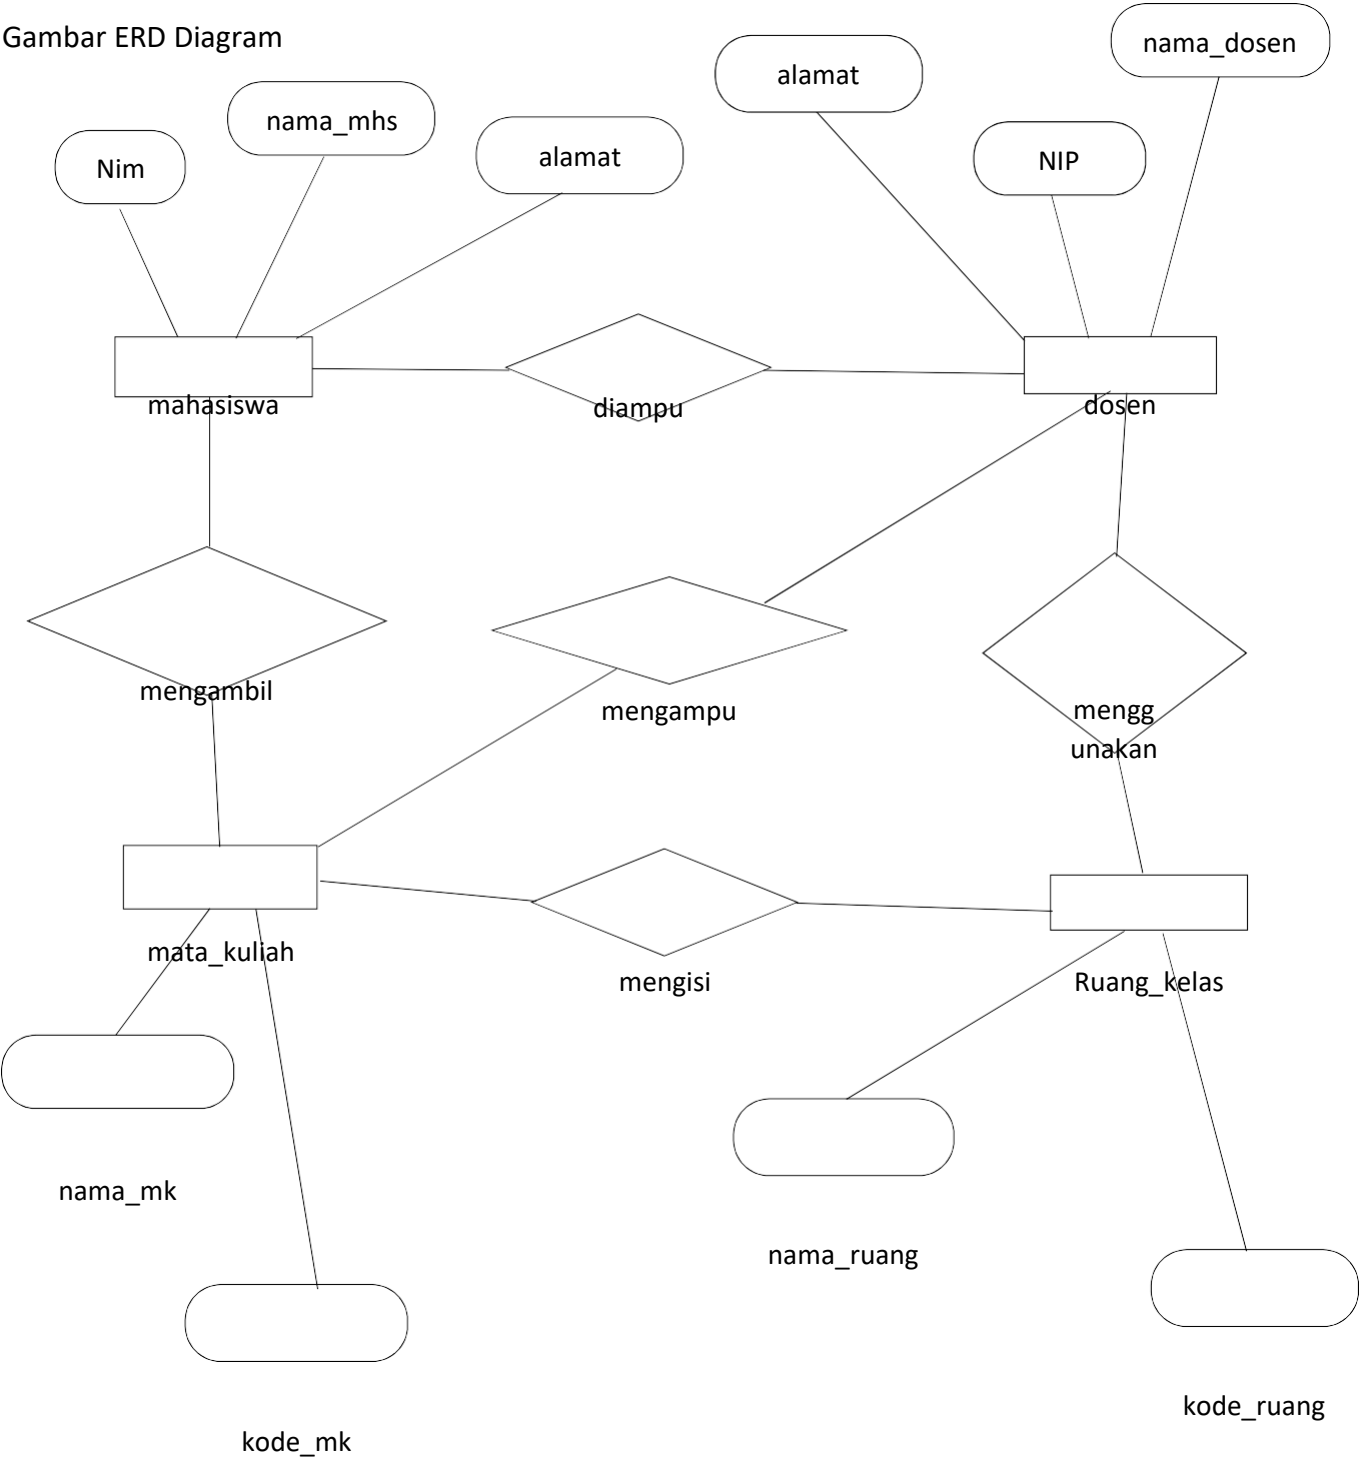 Gambar ERD Diagram
nama_dosen
alamat
nama_mhs
alamat
NIP
Nim
mahasiswa
diampu
dosen
mengambil
mengampu
mengg
unakan
mata_kuliah
mengisi
Ruang_kelas
nama_mk
nama_ruang
kode_ruang
kode_mk